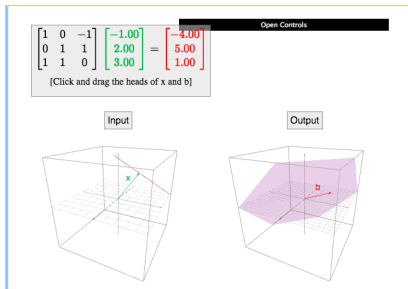 Open Controls
[1 0 -1] [-1.00] [-4.00]
[0 1 1] [2.00] = [5.00]
[1 1 0] [3.00] [1.00]
[Click and drag the heads of x and b]
Input
Output
x
b